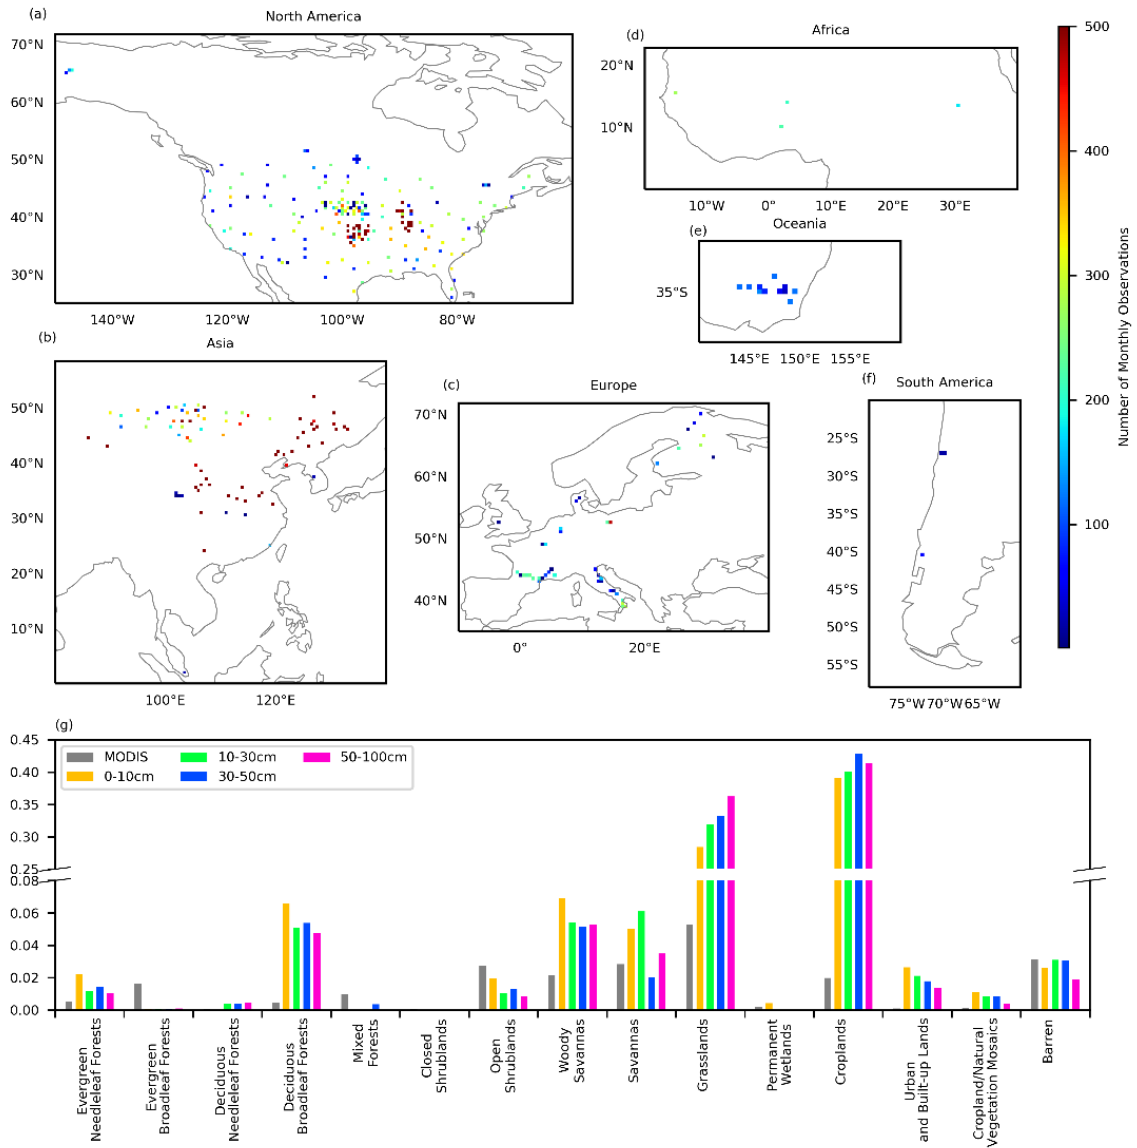 (a)
North America
70°N
60°N
50°N
40°N
30°N
140°W 120°W 100°W 80°W
(d)
Africa
20°N
10°N
10°W 0° 10°E 30°E
(e)
Oceania
35°S
145°E 150°E 155°E
(b)
Asia
50°N
40°N
30°N
20°N
10°N
100°E 120°E
(c)
Europe
70°N
60°N
50°N
40°N
0° 20°E
(f)
South America
25°S
30°S
35°S
40°S
45°S
50°S
55°S
75°W70°W65°W
500
400
300
200
100
Number of Monthly Observations
(g)
0.45
0.40
0.35
0.30
0.25
0.08
0.06
0.04
0.02
0.00
MODIS 10-30cm 50-100cm
0-10cm 30-50cm
Evergreen
Needleleaf Forests
Evergreen
Broadleaf Forests
Deciduous
Needleleaf Forests
Deciduous
Broadleaf Forests
Mixed
Forests
Closed
Shrublands
Open
Shrublands
Woody
Savannas
Savannas
Grasslands
Permanent
Wetlands
Croplands
Urban
and Built-up Lands
Cropland/Natural
Vegetation Mosaics
Barren